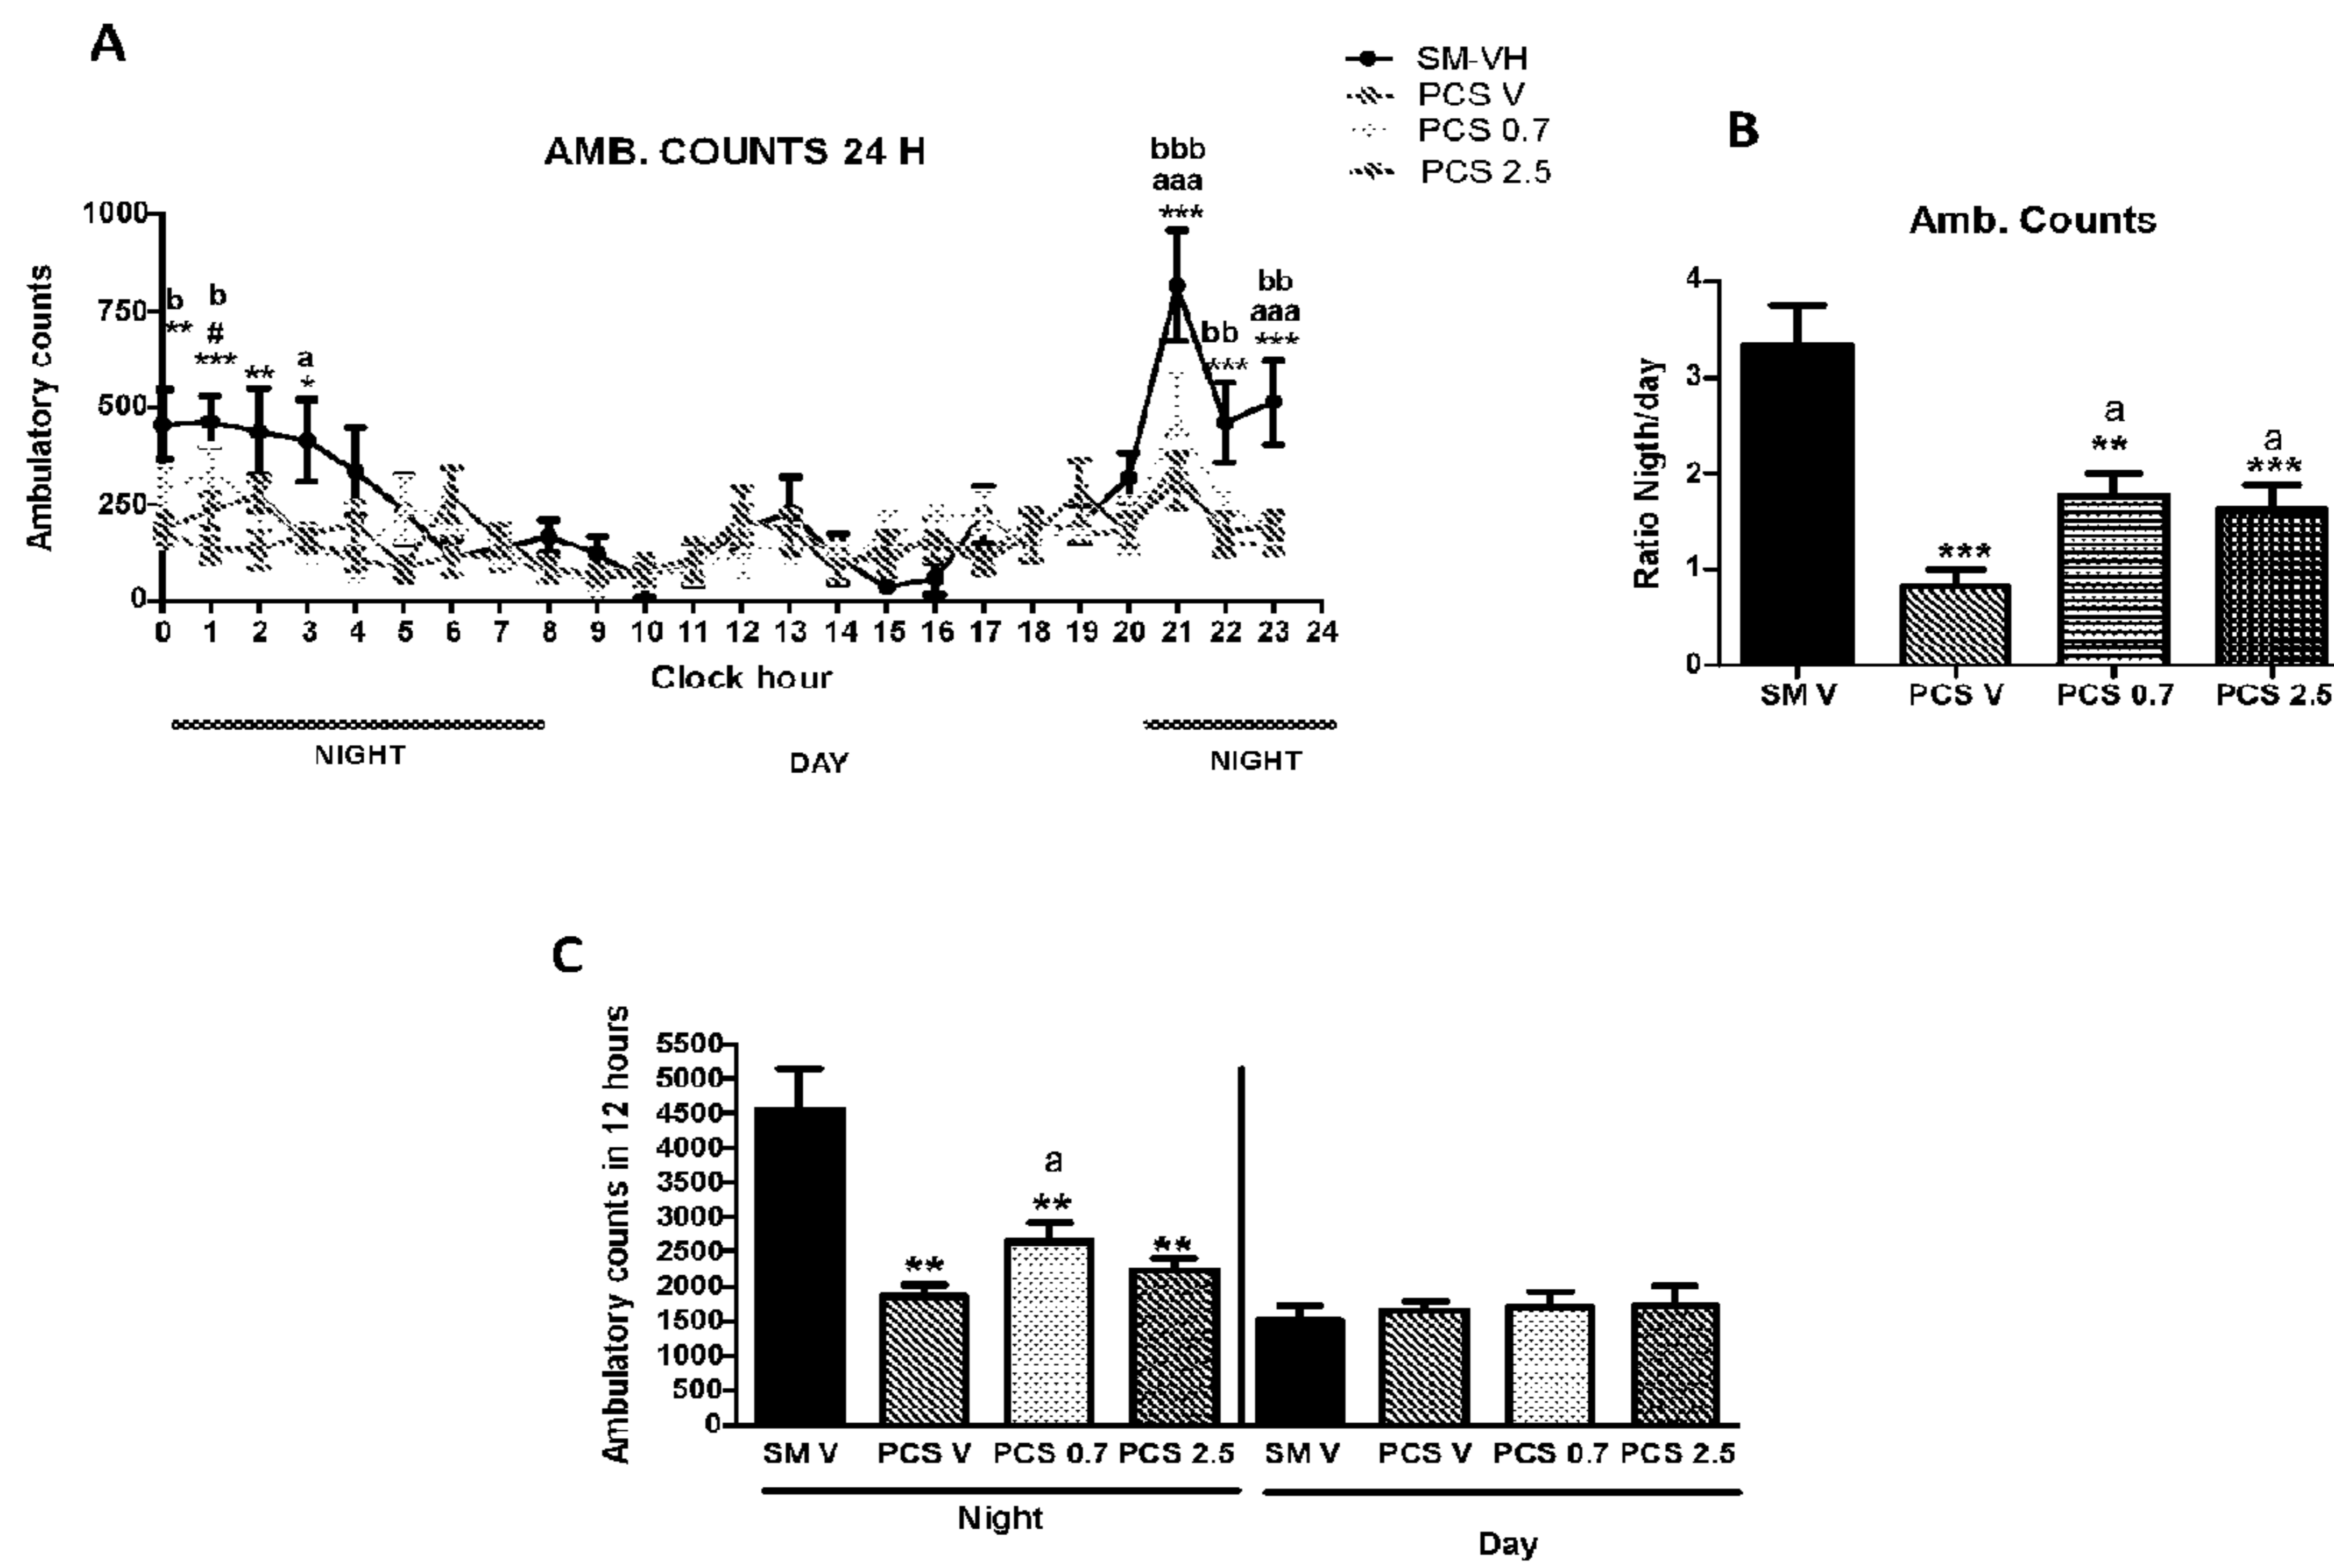 A
SM-VH
PCS V
PCS 0.7
PCS 2.5
AMB. COUNTS 24 H
bbb
aaa
***
b
**
b
#
***
**
a
*
bb
***
bb
aaa
***
Ambulatory counts
1000
750
500
250
0
0 1 2 3 4 5 6 7 8 9 10 11 12 13 14 15 16 17 18 19 20 21 22 23 24
Clock hour
NIGHT
DAY
NIGHT
B
Amb. Counts
Ratio Nigth/day
4
3
2
1
0
***
a
**
a
***
SM V PCS V PCS 0.7 PCS 2.5
C
Ambulatory counts in 12 hours
5500
5000
4500
4000
3500
3000
2500
2000
1500
1000
500
0
**
a
**
**
SM V PCS V PCS 0.7 PCS 2.5 SM V PCS V PCS 0.7 PCS 2.5
Night
Day